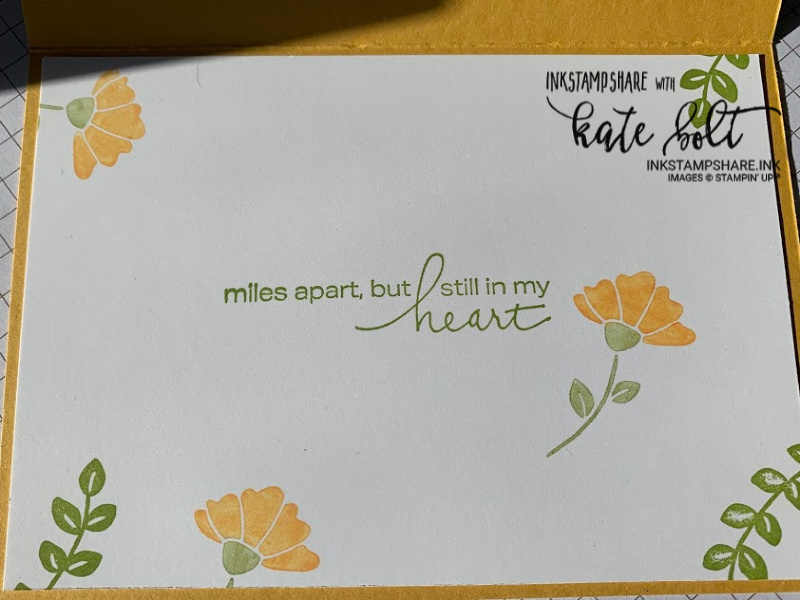 INKSTAMPSHARE WITH
kate bolt
INKSTAMPSHARE.INK
IMAGES © STAMPIN' UP!®
miles apart, but still in my
heart